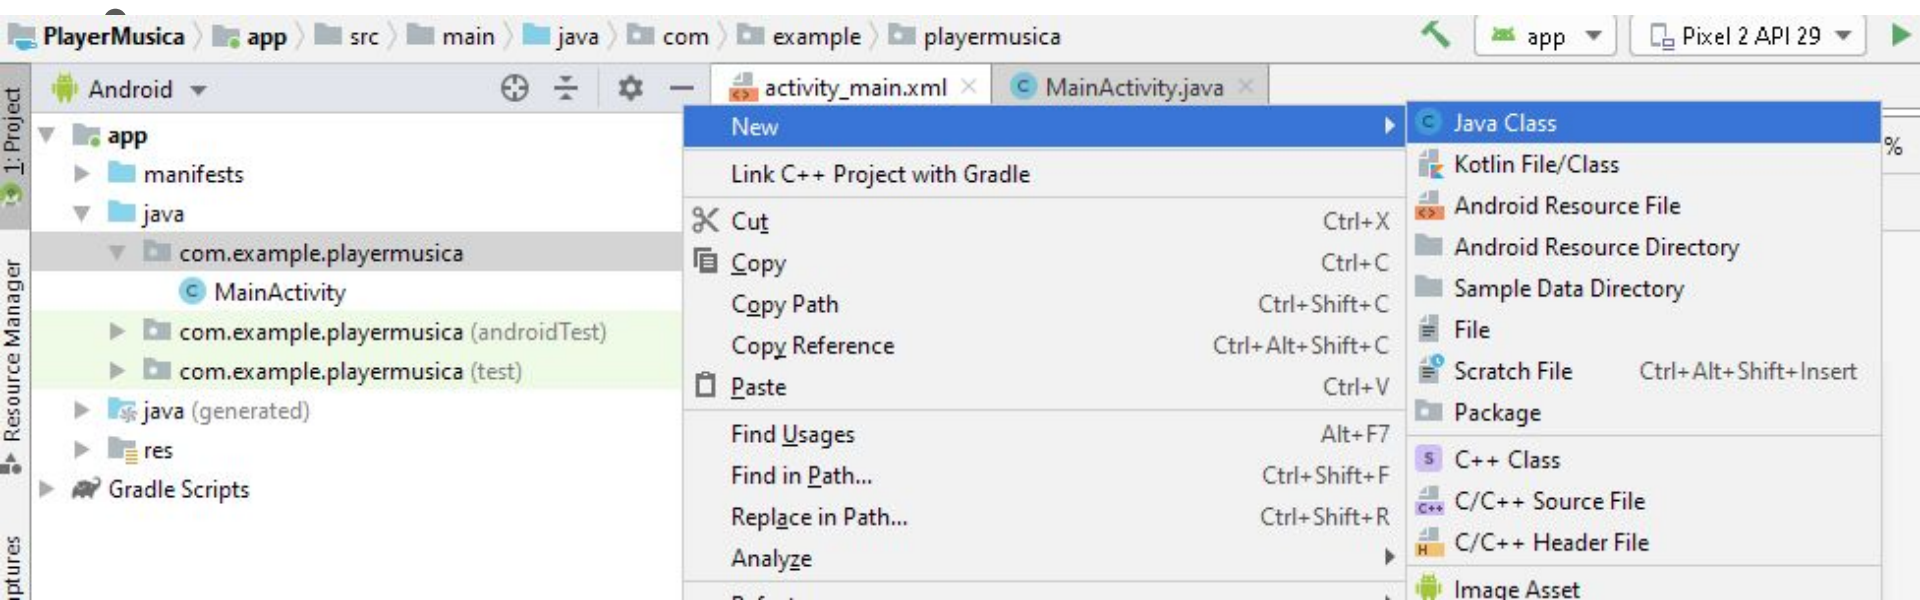 PlayerMusica app src main java com example playermusica
app Pixel 2 API 29
1: Project
Resource Manager
Android
activity_main.xml
MainActivity.java
app
manifests
java
com.example.playermusica
MainActivity
com.example.playermusica (androidTest)
com.example.playermusica (test)
java (generated)
res
Gradle Scripts
New
Link C++ Project with Gradle
Cut Ctrl+X
Copy Ctrl+C
Copy Path Ctrl+Shift+C
Copy Reference Ctrl+Alt+Shift+C
Paste Ctrl+V
Find Usages Alt+F7
Find in Path... Ctrl+Shift+F
Replace in Path... Ctrl+Shift+R
Analyze
Java Class
Kotlin File/Class
Android Resource File
Android Resource Directory
Sample Data Directory
File
Scratch File Ctrl+Alt+Shift+Insert
Package
C++ Class
C/C++ Source File
C/C++ Header File
Image Asset
%